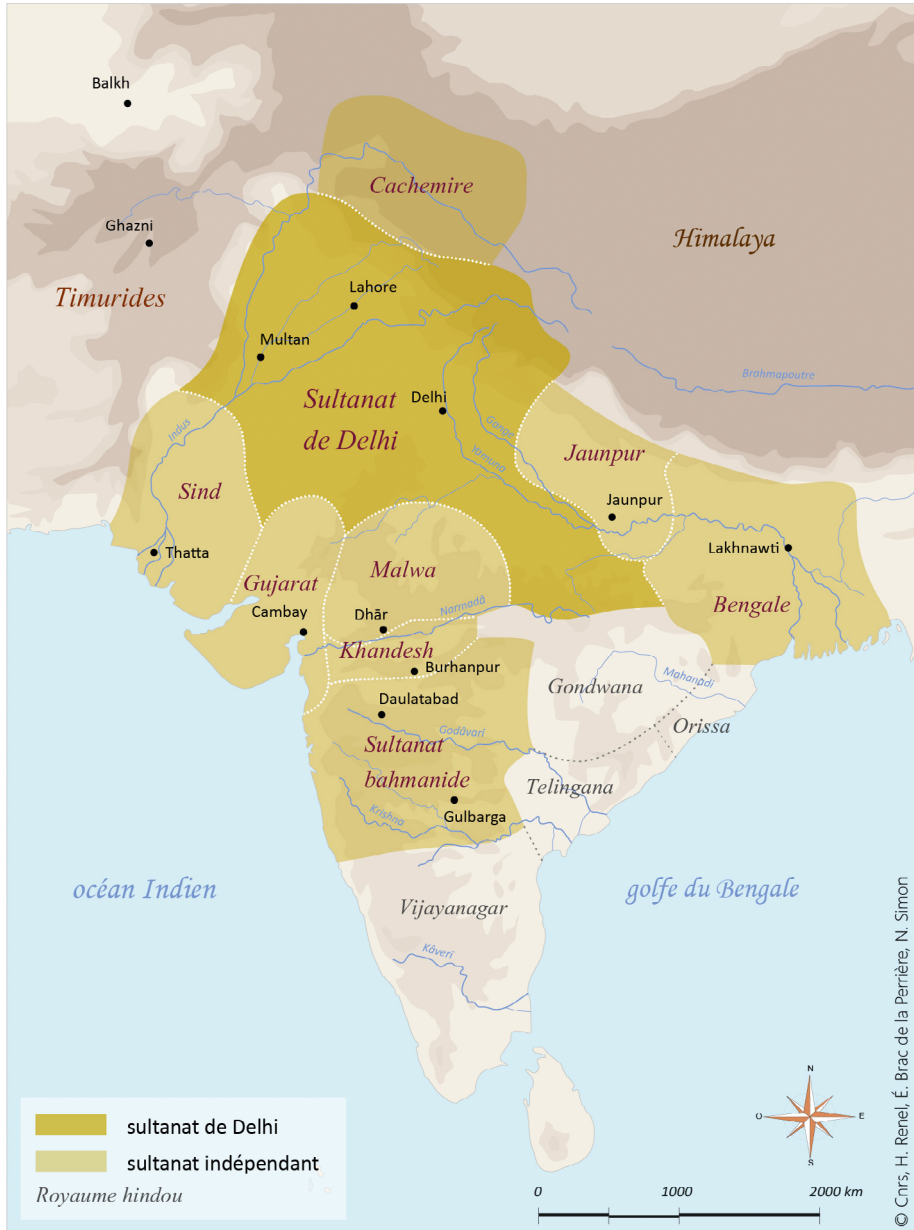 Balkh
Cachemire
Ghazni
Himalaya
Timurides
Lahore
Multan
Brahmapoutre
Delhi
Sultanat
de Delhi
Indus
Gange
Yamuna
Jaunpur
Sind
Jaunpur
Thatta
Lakhnawti
Gujarat
Malwa
Cambay
Dhār
Narmadâ
Bengale
Khandesh
Burhanpur
Gondwana
Mahanadi
Daulatabad
Orissa
Godâvarî
Sultanat
bahmanide
Telingana
Krishna
Gulbarga
océan Indien
golfe du Bengale
Vijayanagar
Kâverî
N
O
E
S
sultanat de Delhi
sultanat indépendant
Royaume hindou
0 1000 2000 km
© Cnrs, H. Renel, É. Brac de la Perrière, N. Simon